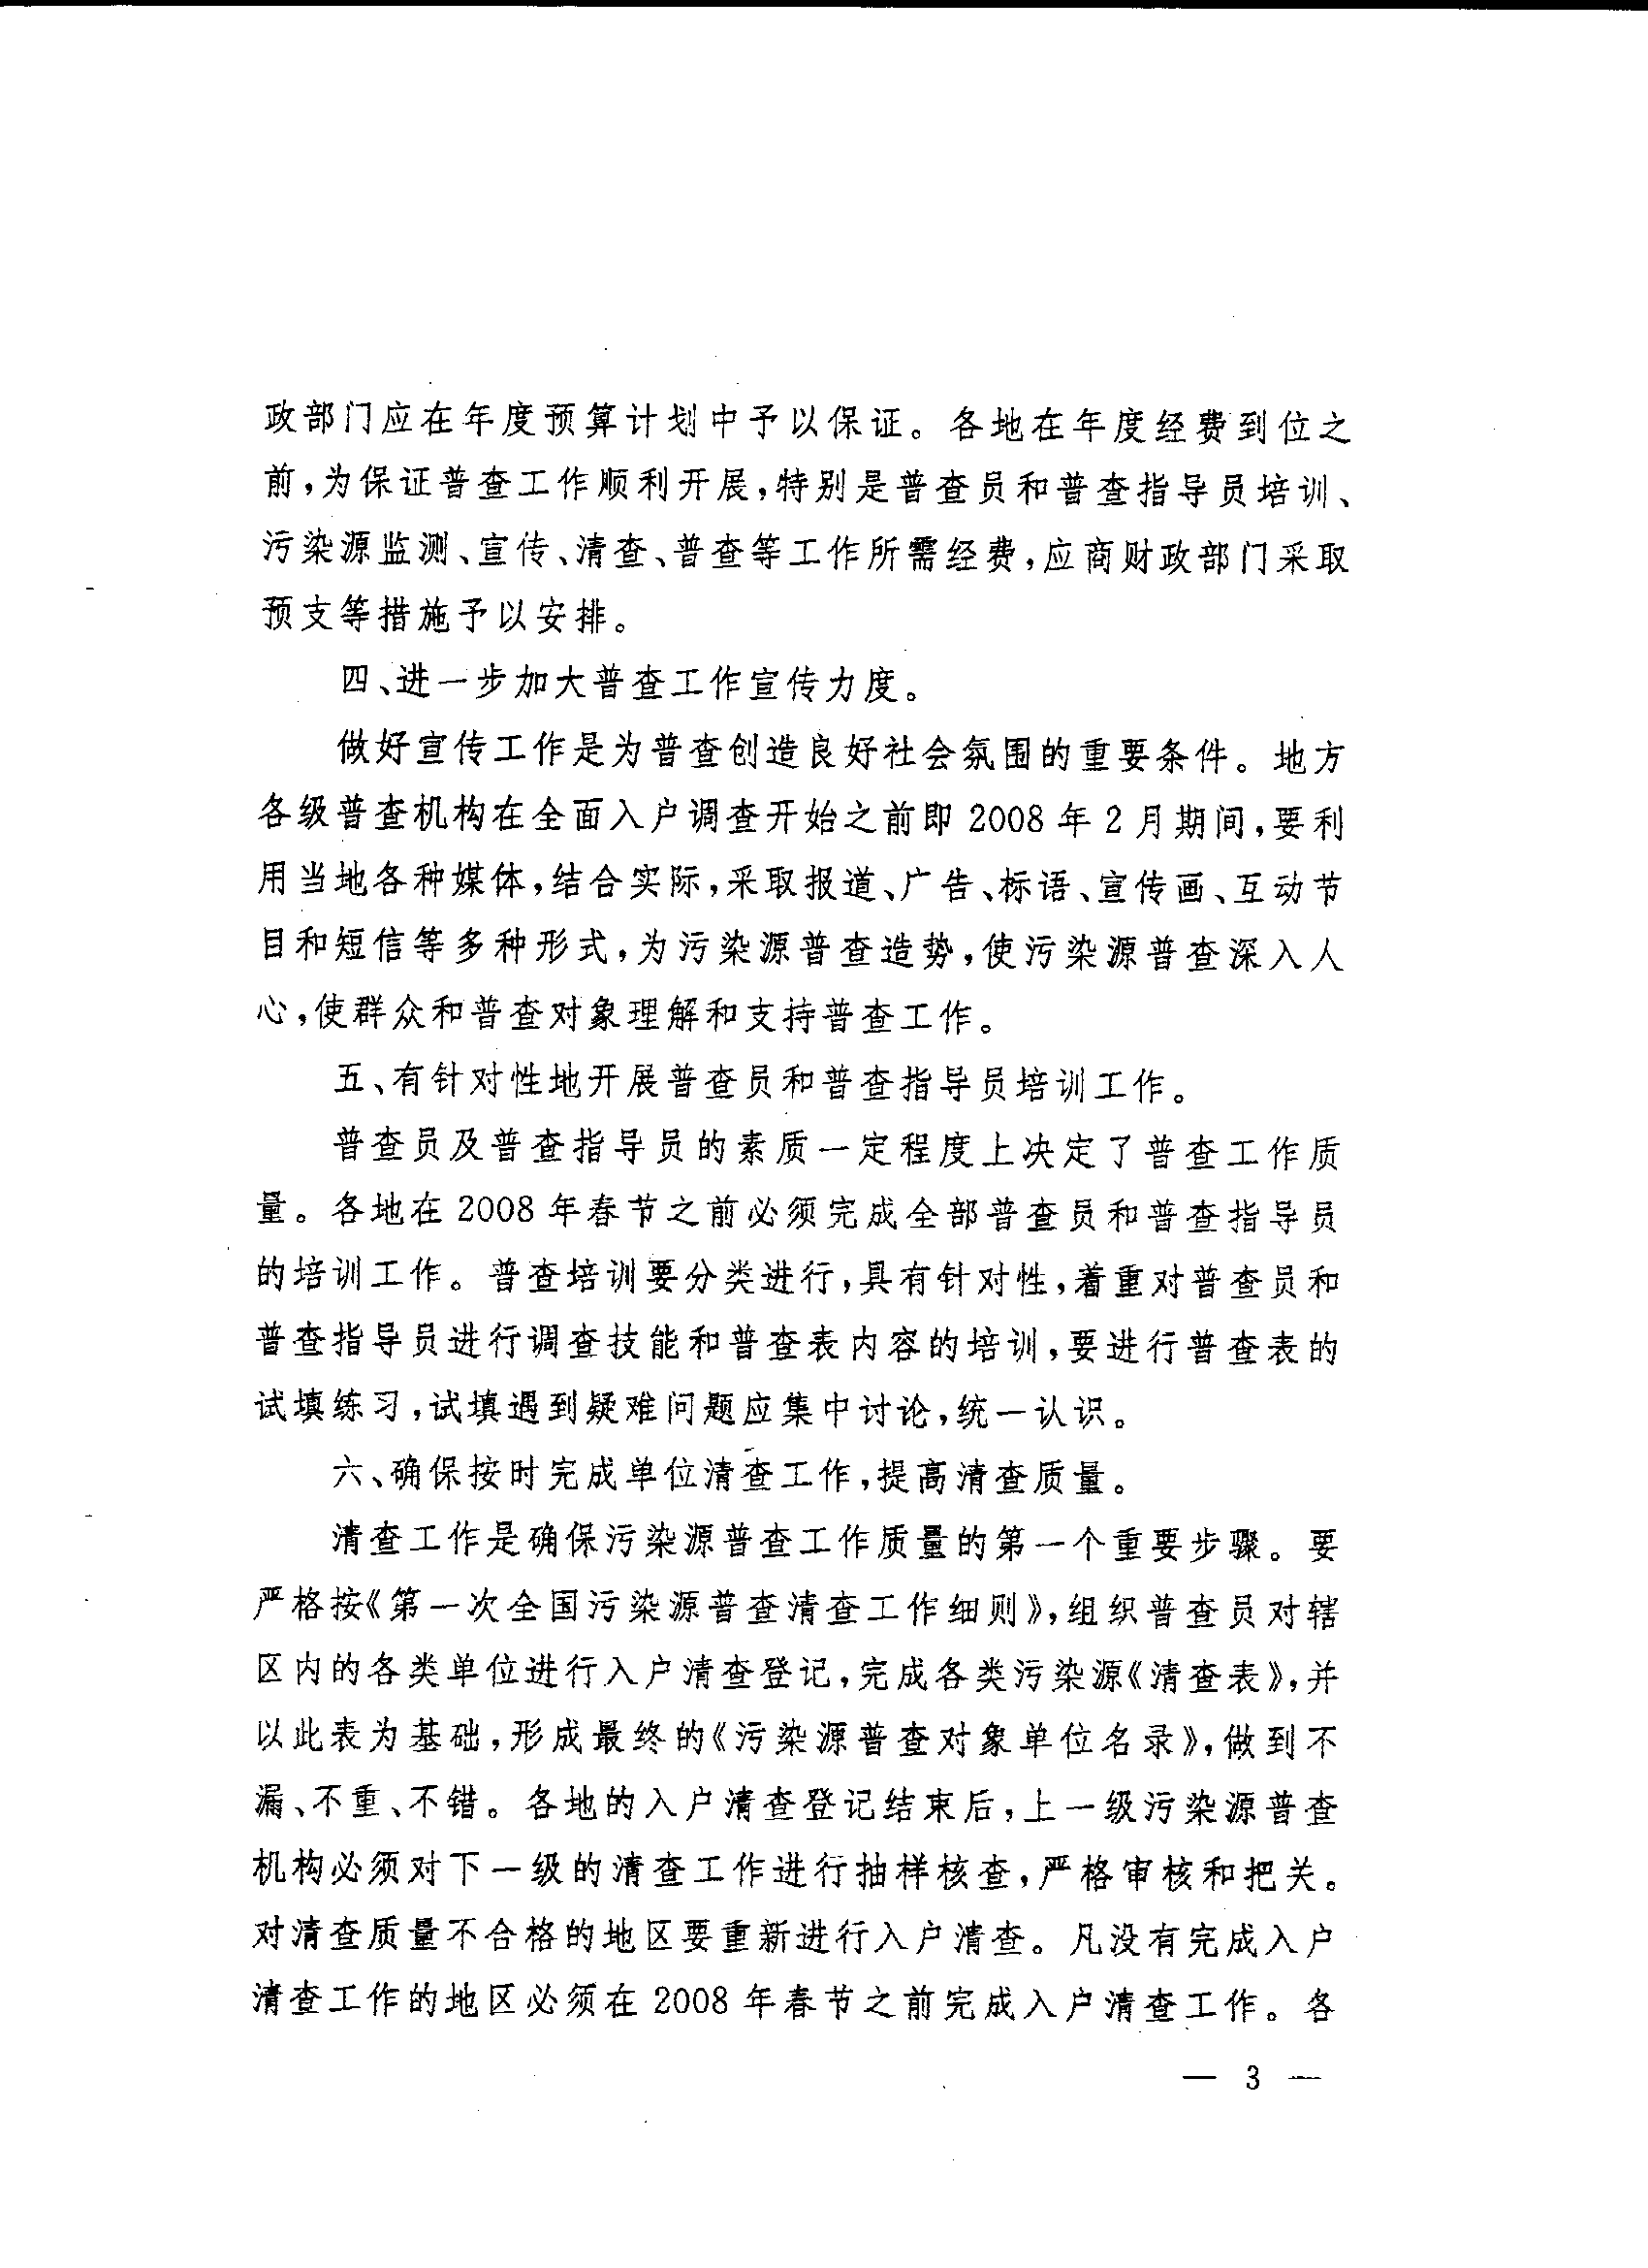 政部门应在年度预算计划中予以保证。各地在年度经费到位之
前,为保证普查工作顺利开展,特别是普查员和普查指导员培训、
污染源监测、宣传、清查、普查等工作所需经费,应商财政部门采取
预支等措施予以安排。
四、进一步加大普查工作宣传力度。
做好宣传工作是为普查创造良好社会氛围的重要条件。地方
各级普查机构在全面入户调查开始之前即 2008 年 2 月期间,要利
用当地各种媒体,结合实际,采取报道、广告、标语、宣传画、互动节
目和短信等多种形式,为污染源普查造势,使污染源普查深入人
心,使群众和普查对象理解和支持普查工作。
五、有针对性地开展普查员和普查指导员培训工作。
普查员及普查指导员的素质一定程度上决定了普查工作质
量。各地在 2008 年春节之前必须完成全部普查员和普查指导员
的培训工作。普查培训要分类进行,具有针对性,着重对普查员和
普查指导员进行调查技能和普查表内容的培训,要进行普查表的
试填练习,试填遇到疑难问题应集中讨论,统一认识。
六、确保按时完成单位清查工作,提高清查质量。
清查工作是确保污染源普查工作质量的第一个重要步骤。要
严格按《第一次全国污染源普查清查工作细则》,组织普查员对辖
区内的各类单位进行入户清查登记,完成各类污染源《清查表》,并
以此表为基础,形成最终的《污染源普查对象单位名录》,做到不
漏、不重、不错。各地的入户清查登记结束后,上一级污染源普查
机构必须对下一级的清查工作进行抽样核查,严格审核和把关。
对清查质量不合格的地区要重新进行入户清查。凡没有完成入户
清查工作的地区必须在 2008 年春节之前完成入户清查工作。各
— 3 —